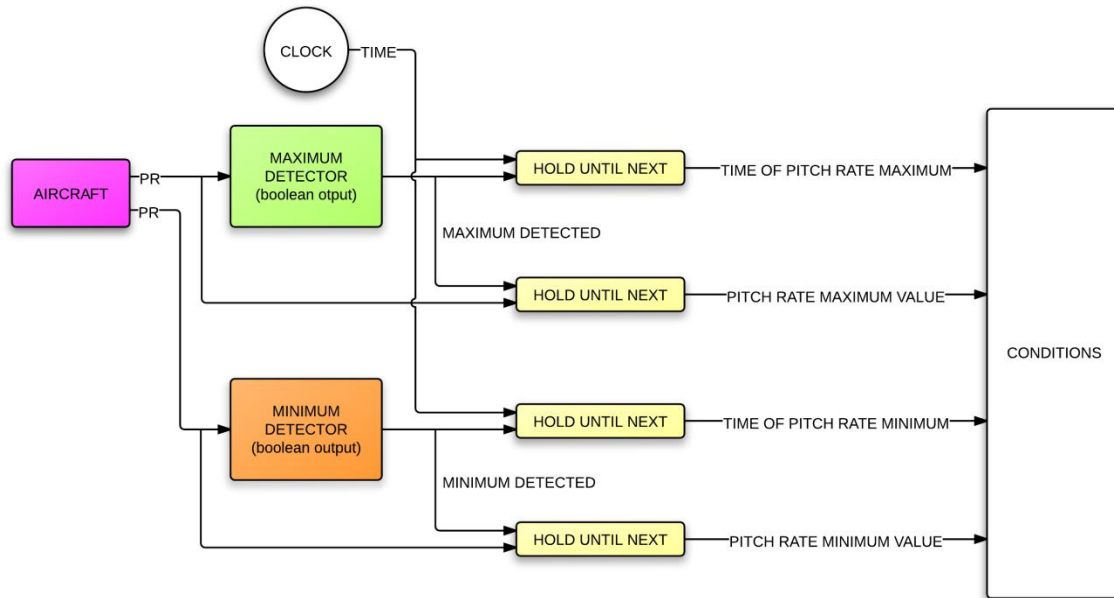 CLOCK
TIME
MAXIMUM
DETECTOR
(boolean otput)
HOLD UNTIL NEXT
TIME OF PITCH RATE MAXIMUM
PR
AIRCRAFT
PR
MAXIMUM DETECTED
HOLD UNTIL NEXT
PITCH RATE MAXIMUM VALUE
CONDITIONS
MINIMUM
DETECTOR
(boolean output)
HOLD UNTIL NEXT
TIME OF PITCH RATE MINIMUM
MINIMUM DETECTED
HOLD UNTIL NEXT
PITCH RATE MINIMUM VALUE